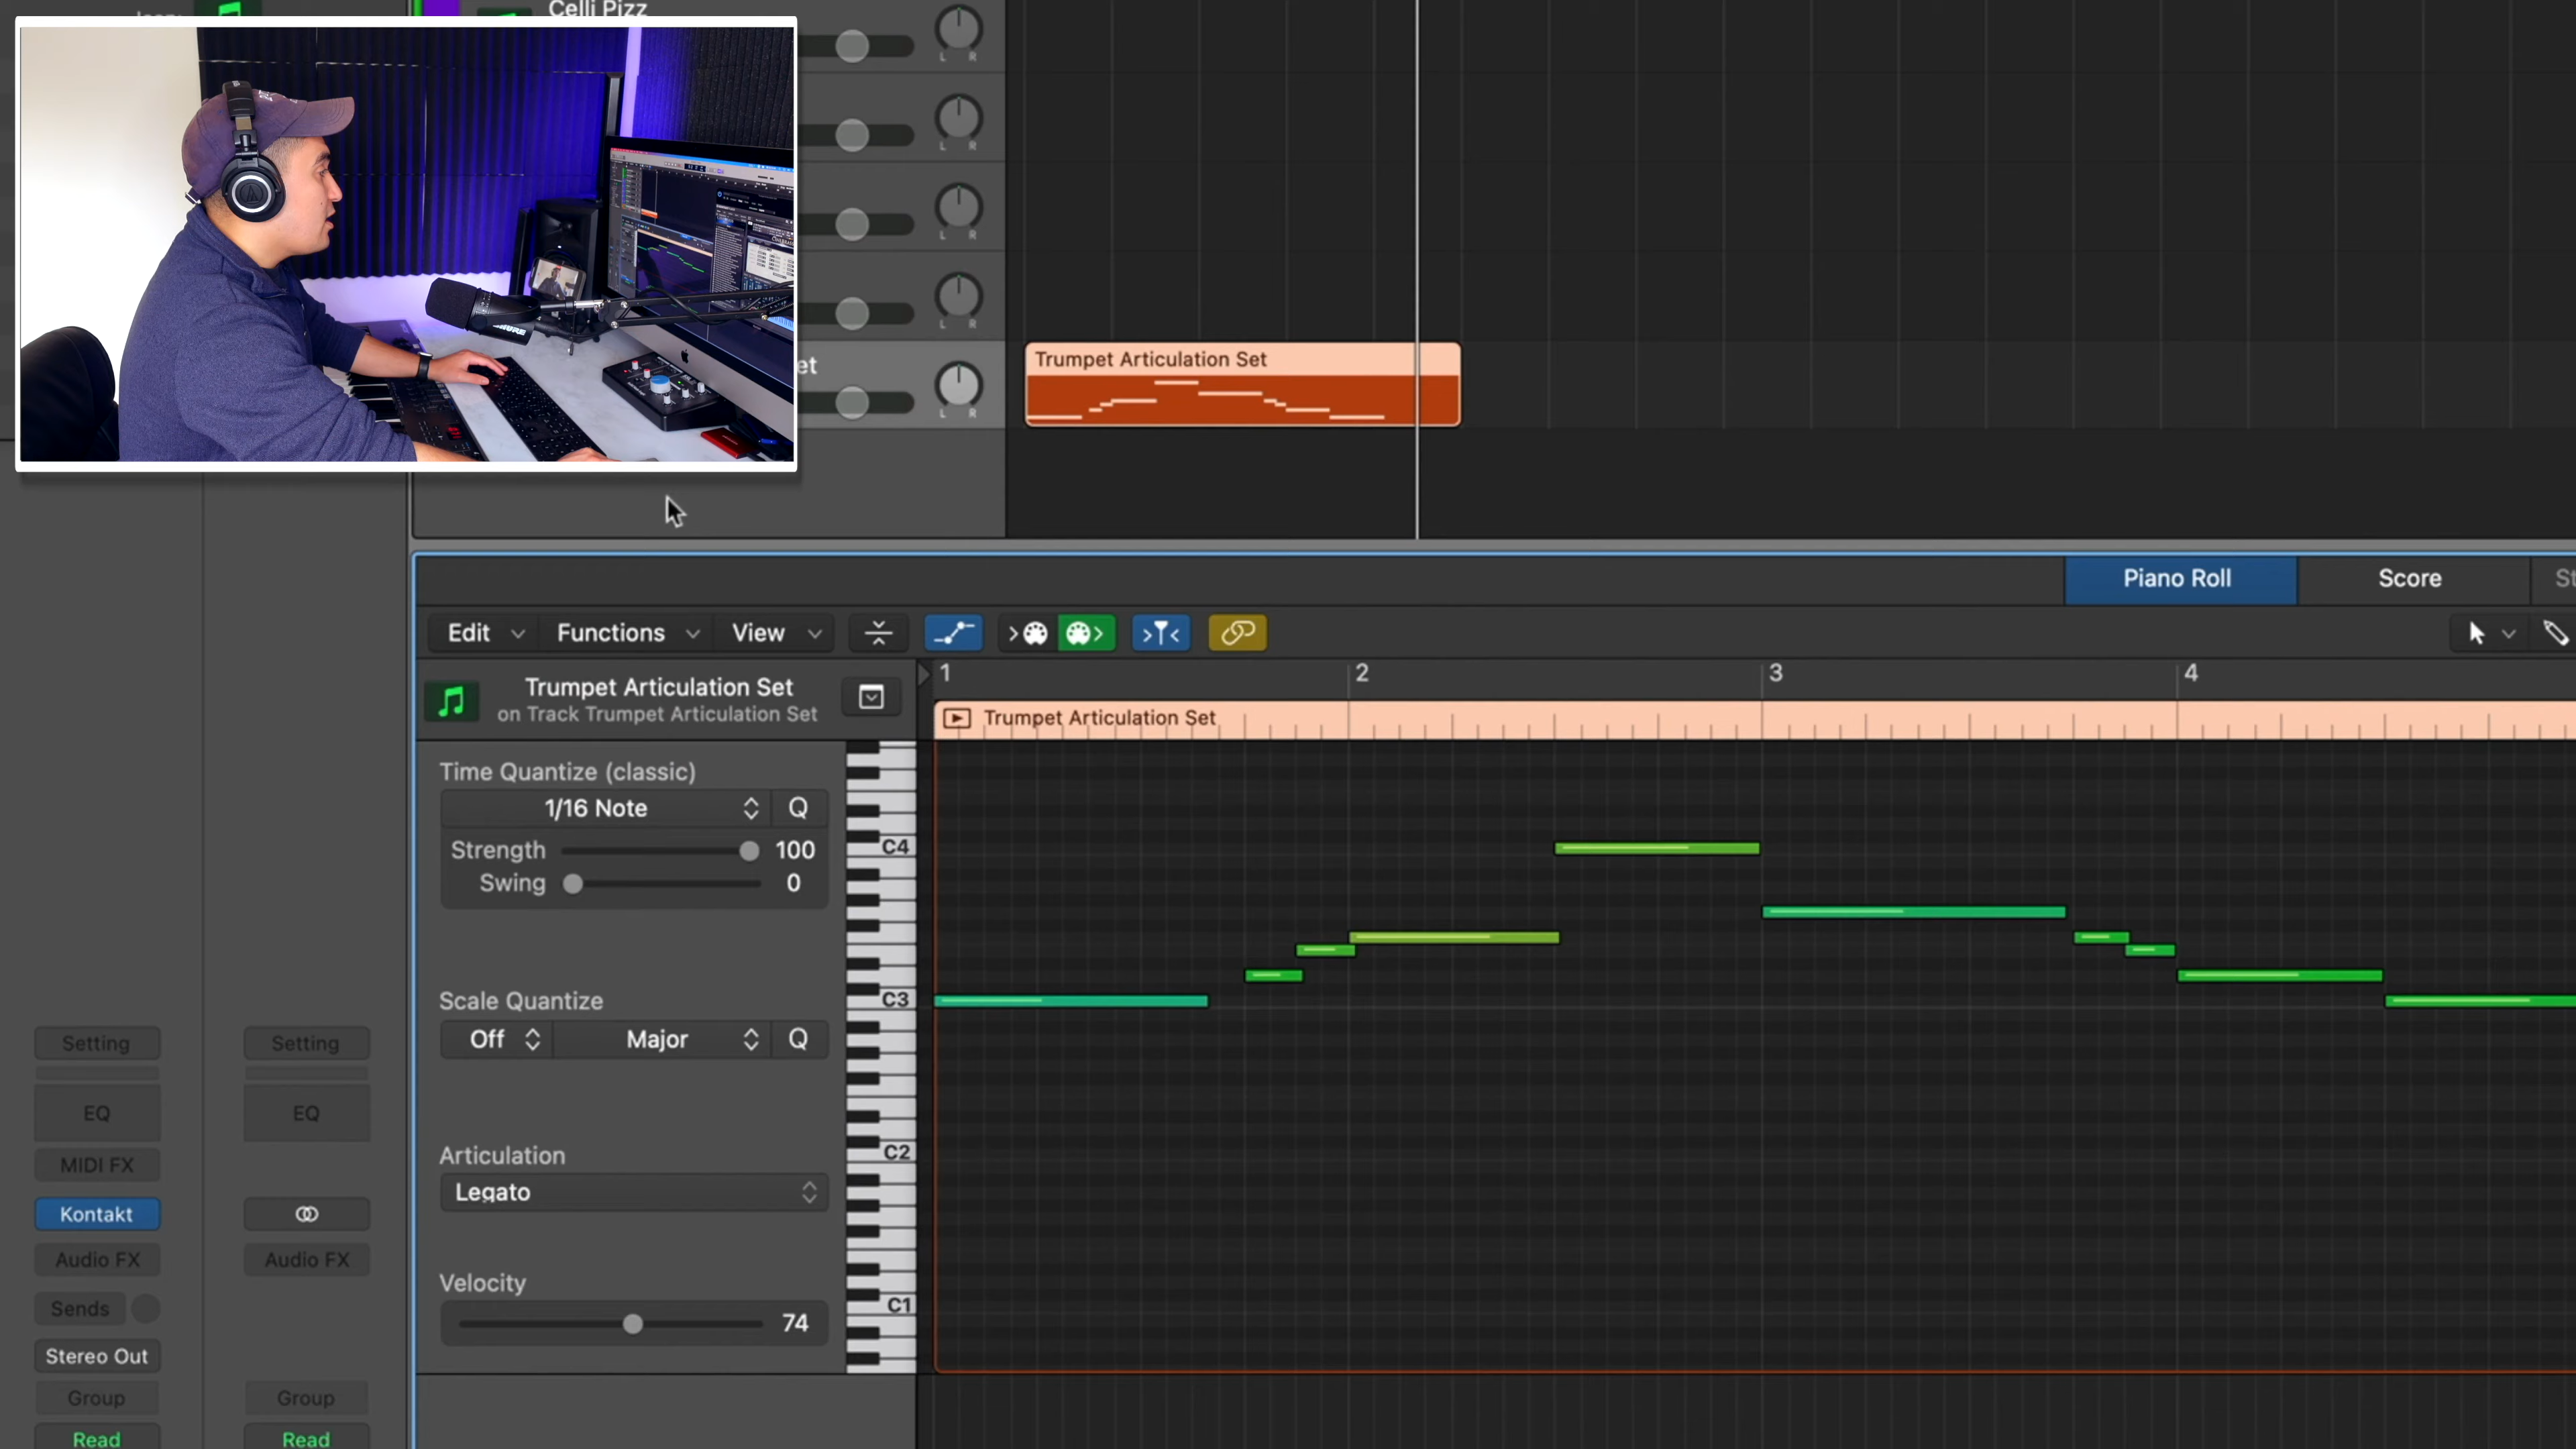 Celli Pizz
L R
L R
L R
L R
et
L R
Trumpet Articulation Set
SHURE
Piano Roll
Score
St
Edit
Functions
View
Trumpet Articulation Set
on Track Trumpet Articulation Set
1
2
3
4
Trumpet Articulation Set
Time Quantize (classic)
1/16 Note
Q
Strength
100
Swing
0
Scale Quantize
Off
Major
Q
Articulation
Legato
Velocity
74
C4
C3
C2
C1
Setting
Setting
EQ
EQ
MIDI FX
Kontakt
Audio FX
Audio FX
Sends
Stereo Out
Group
Group
Read
Read